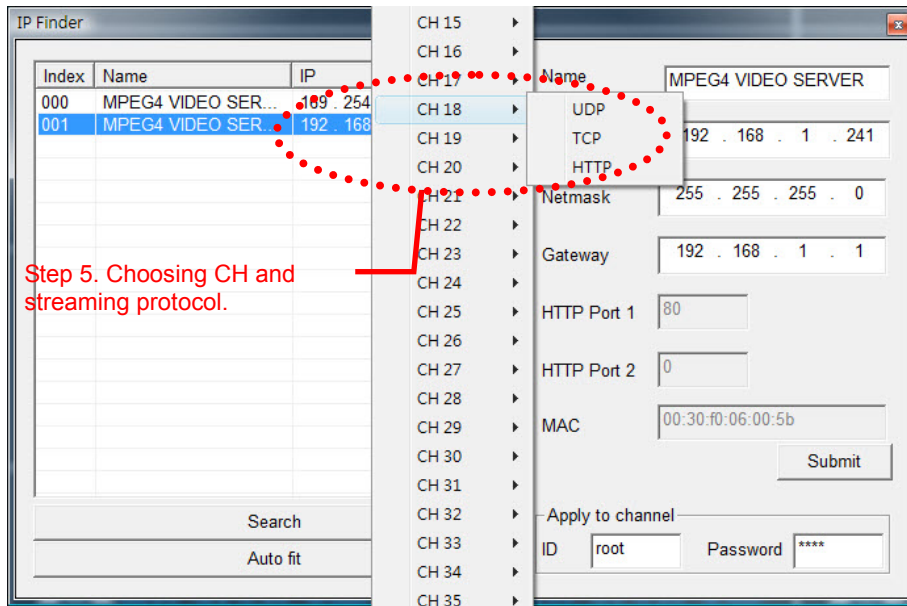 IP Finder
Index Name IP
000 MPEG4 VIDEO SER... 169 . 254
001 MPEG4 VIDEO SER... 192 . 168
Step 5. Choosing CH and
streaming protocol.
Search
Auto fit
CH 15
CH 16
CH 17
CH 18
CH 19
CH 20
CH 21
CH 22
CH 23
CH 24
CH 25
CH 26
CH 27
CH 28
CH 29
CH 30
CH 31
CH 32
CH 33
CH 34
CH 35
UDP
TCP
HTTP
Name MPEG4 VIDEO SERVER
192 . 168 . 1 . 241
Netmask 255 . 255 . 255 . 0
Gateway 192 . 168 . 1 . 1
HTTP Port 1 80
HTTP Port 2 0
MAC 00:30:f0:06:00:5b
Submit
Apply to channel
ID root Password ****